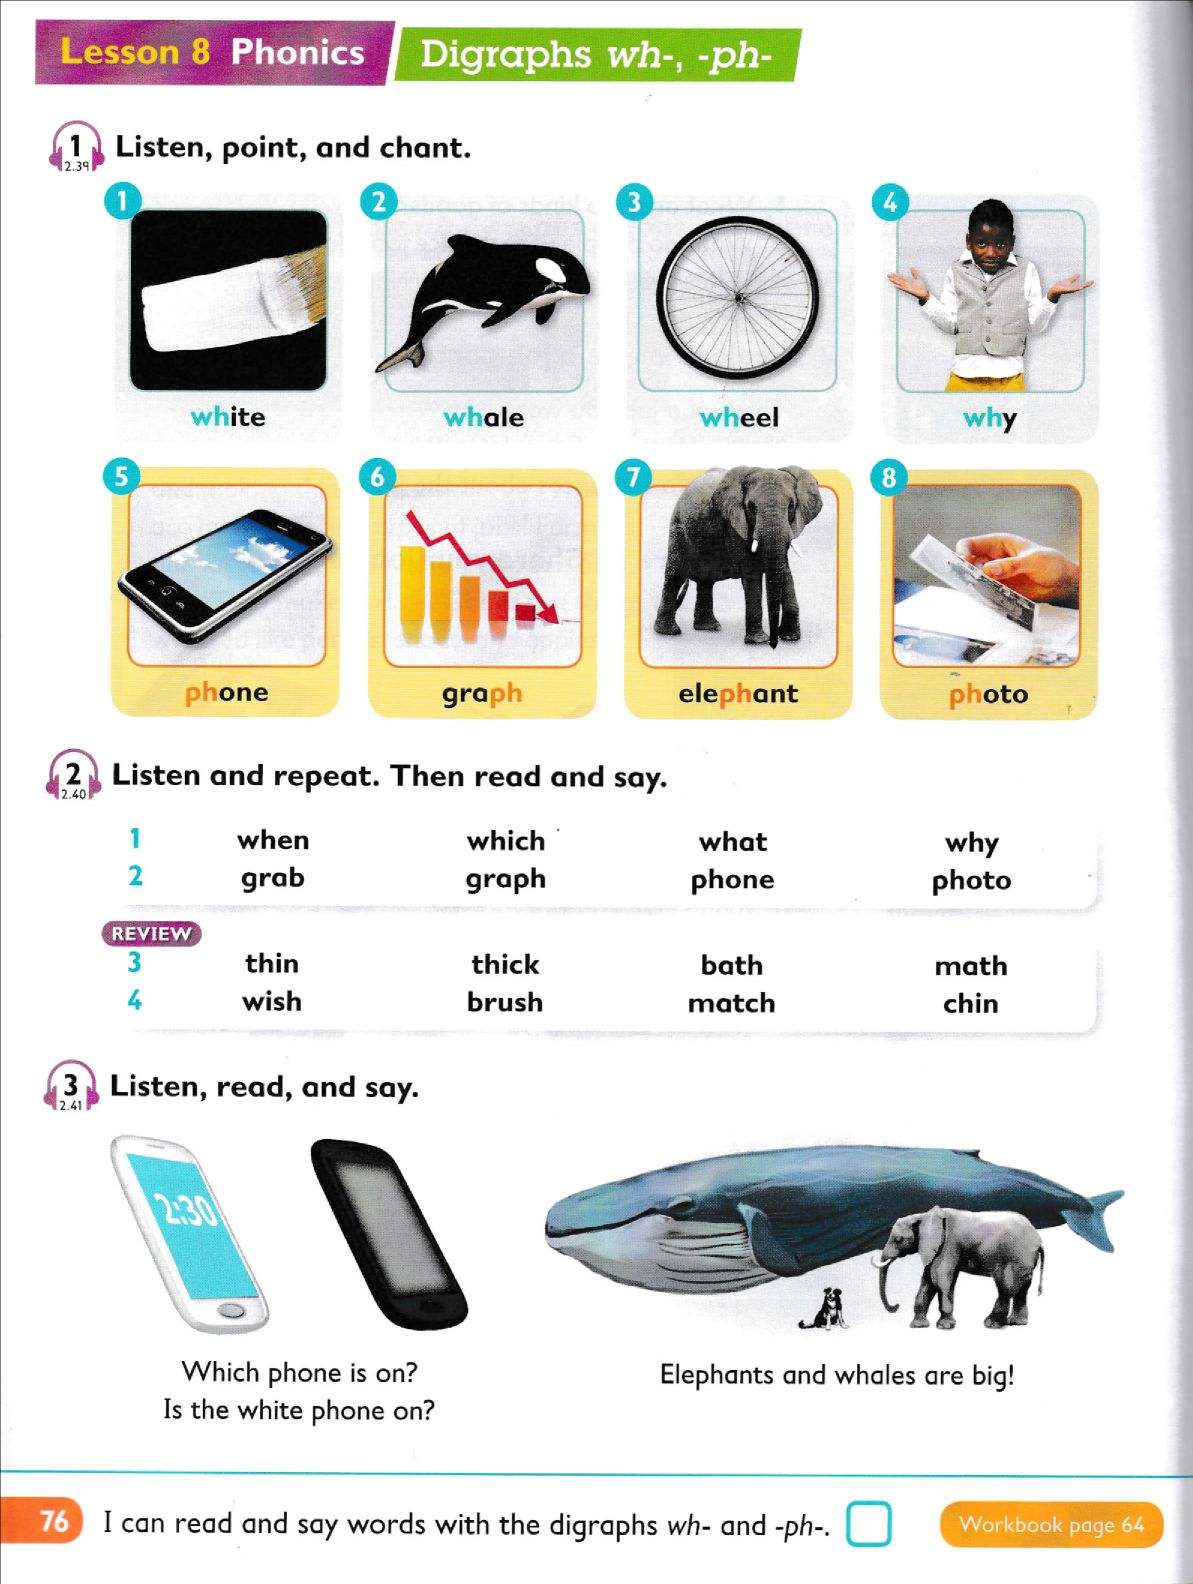 Lesson 8 Phonics
Digraphs wh-, -ph-
1 Listen, point, and chant.
2.39
1 2 3 4
white whale wheel why
5 6 7 8
phone graph elephant photo
2 Listen and repeat. Then read and say.
2.40
1 when which what why
2 grab graph phone photo
REVIEW
3 thin thick bath math
4 wish brush match chin
3 Listen, read, and say.
2.41
2:30
Which phone is on?
Is the white phone on?
Elephants and whales are big!
76 I can read and say words with the digraphs wh- and -ph-.
Workbook page 64